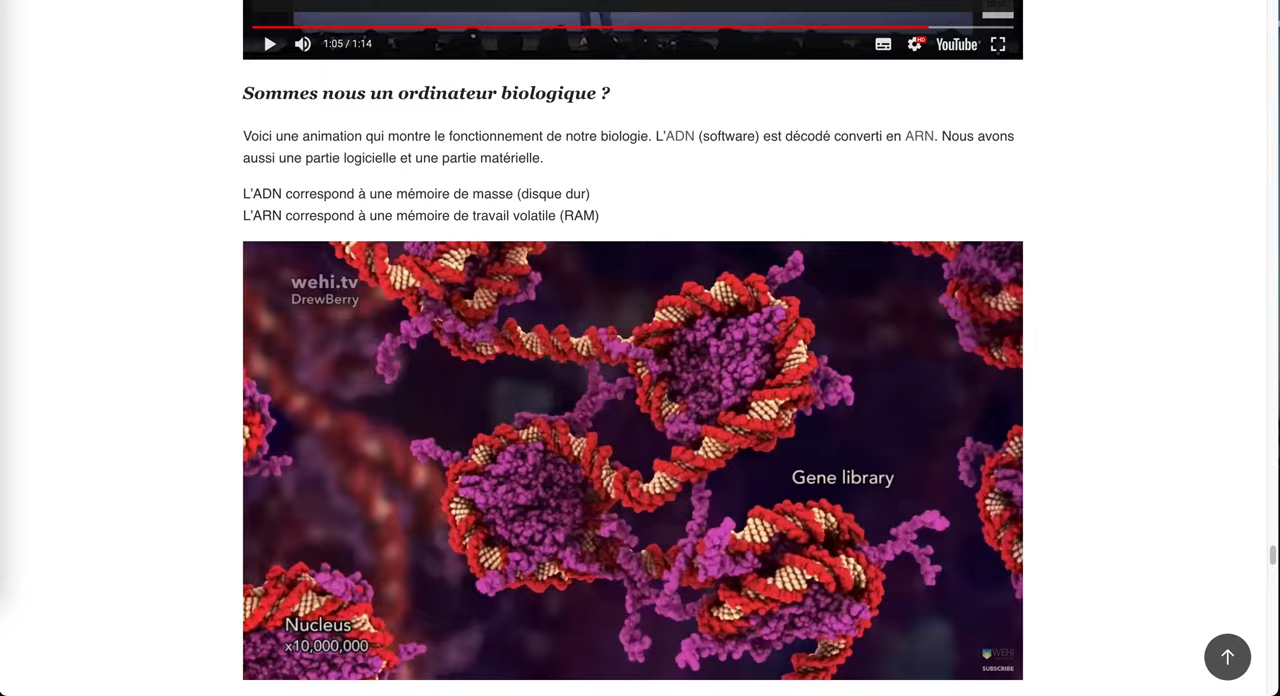 1:05 / 1:14
HD
YouTube
Sommes nous un ordinateur biologique ?
Voici une animation qui montre le fonctionnement de notre biologie. L’ADN (software) est décodé converti en ARN. Nous avons
aussi une partie logicielle et une partie matérielle.
L’ADN correspond à une mémoire de masse (disque dur)
L’ARN correspond à une mémoire de travail volatile (RAM)
wehi.tv
DrewBerry
Gene library
Nucleus
x10,000,000
WEHI
SUBSCRIBE